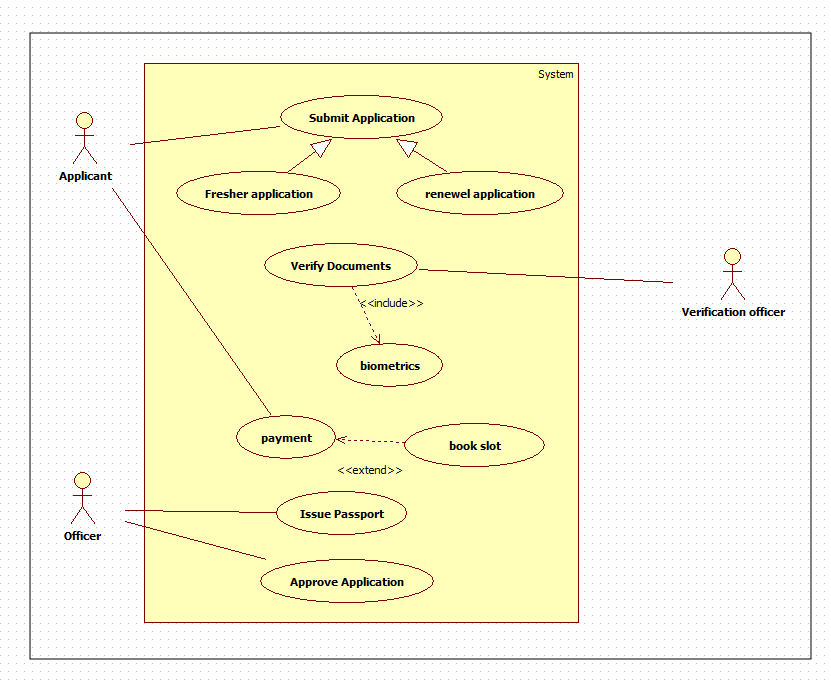 System
Submit Application
Applicant
Fresher application
renewel application
Verify Documents
<<include>>
Verification officer
biometrics
payment
book slot
<<extend>>
Issue Passport
Officer
Approve Application